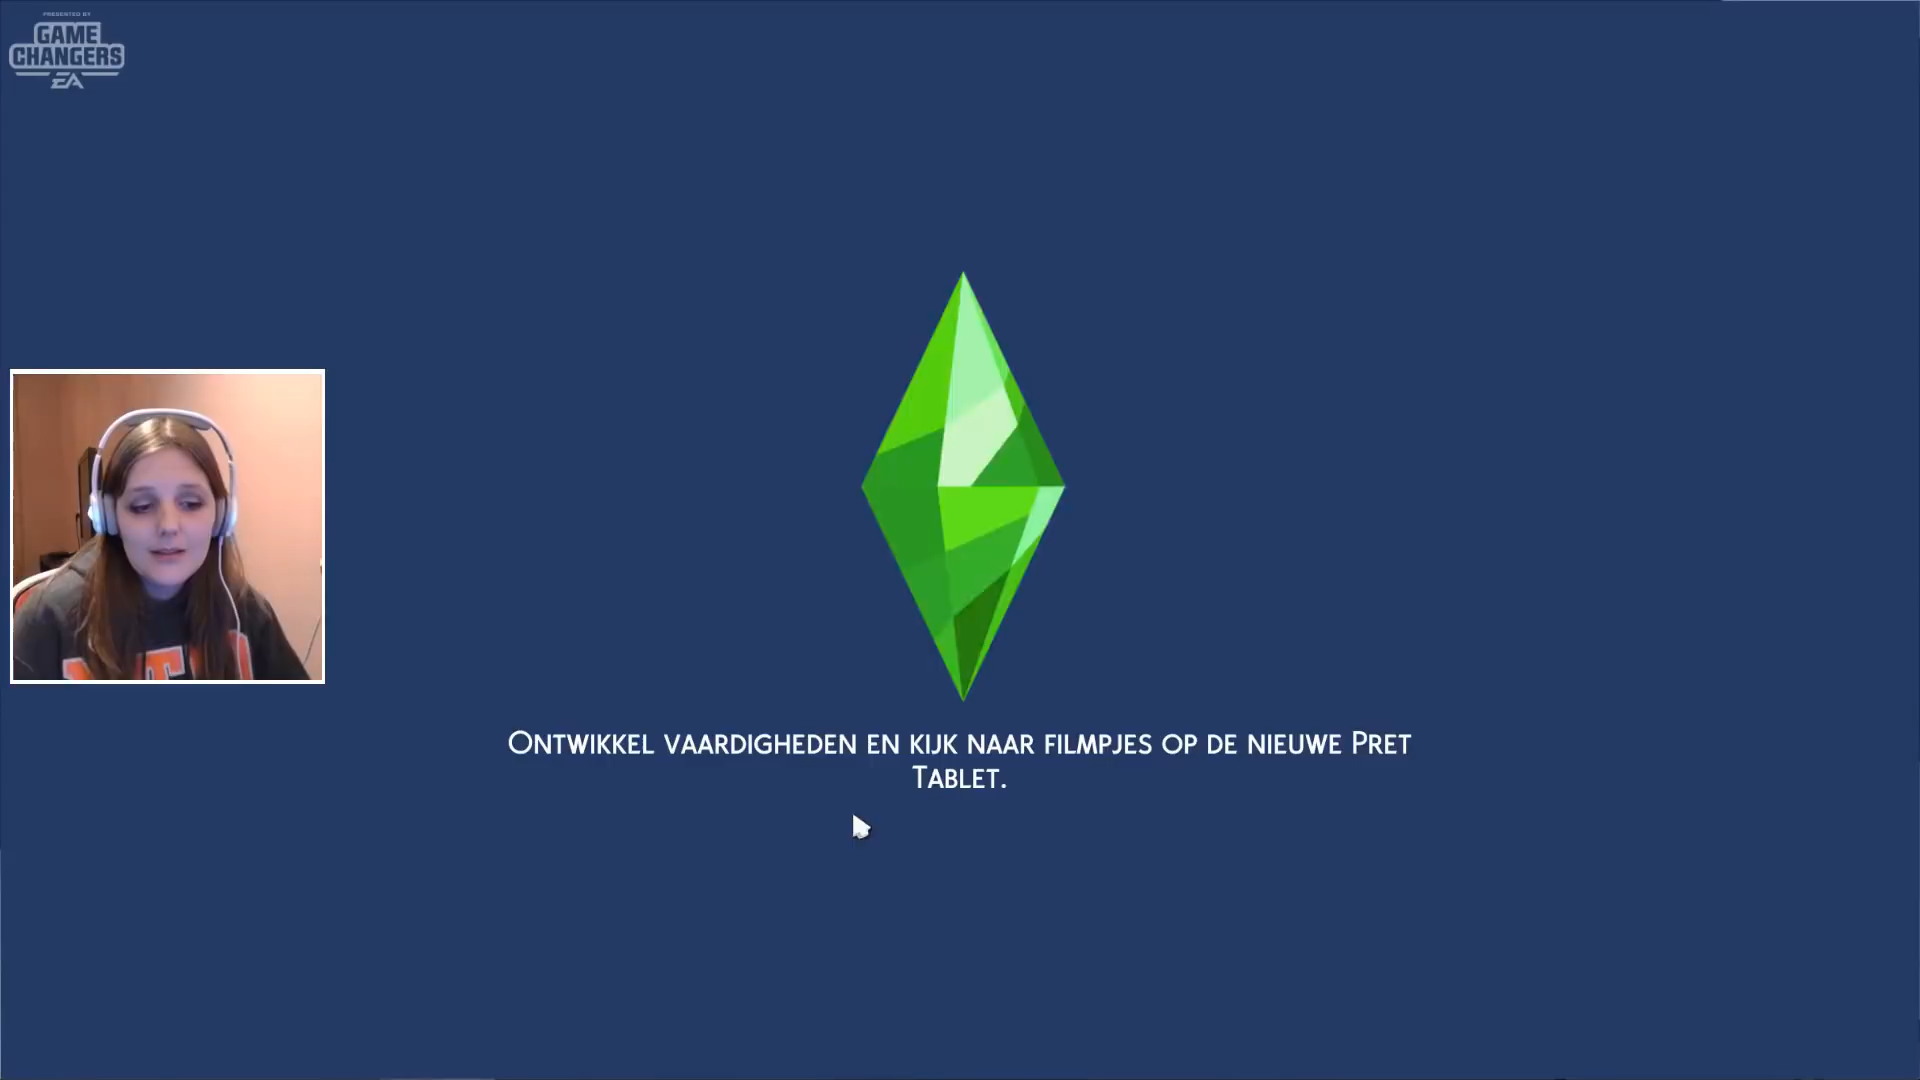 PRESENTED BY
GAME
CHANGERS
EA
ONTWIKKEL VAARDIGHEDEN EN KIJK NAAR FILMPJES OP DE NIEUWE PRET
TABLET.